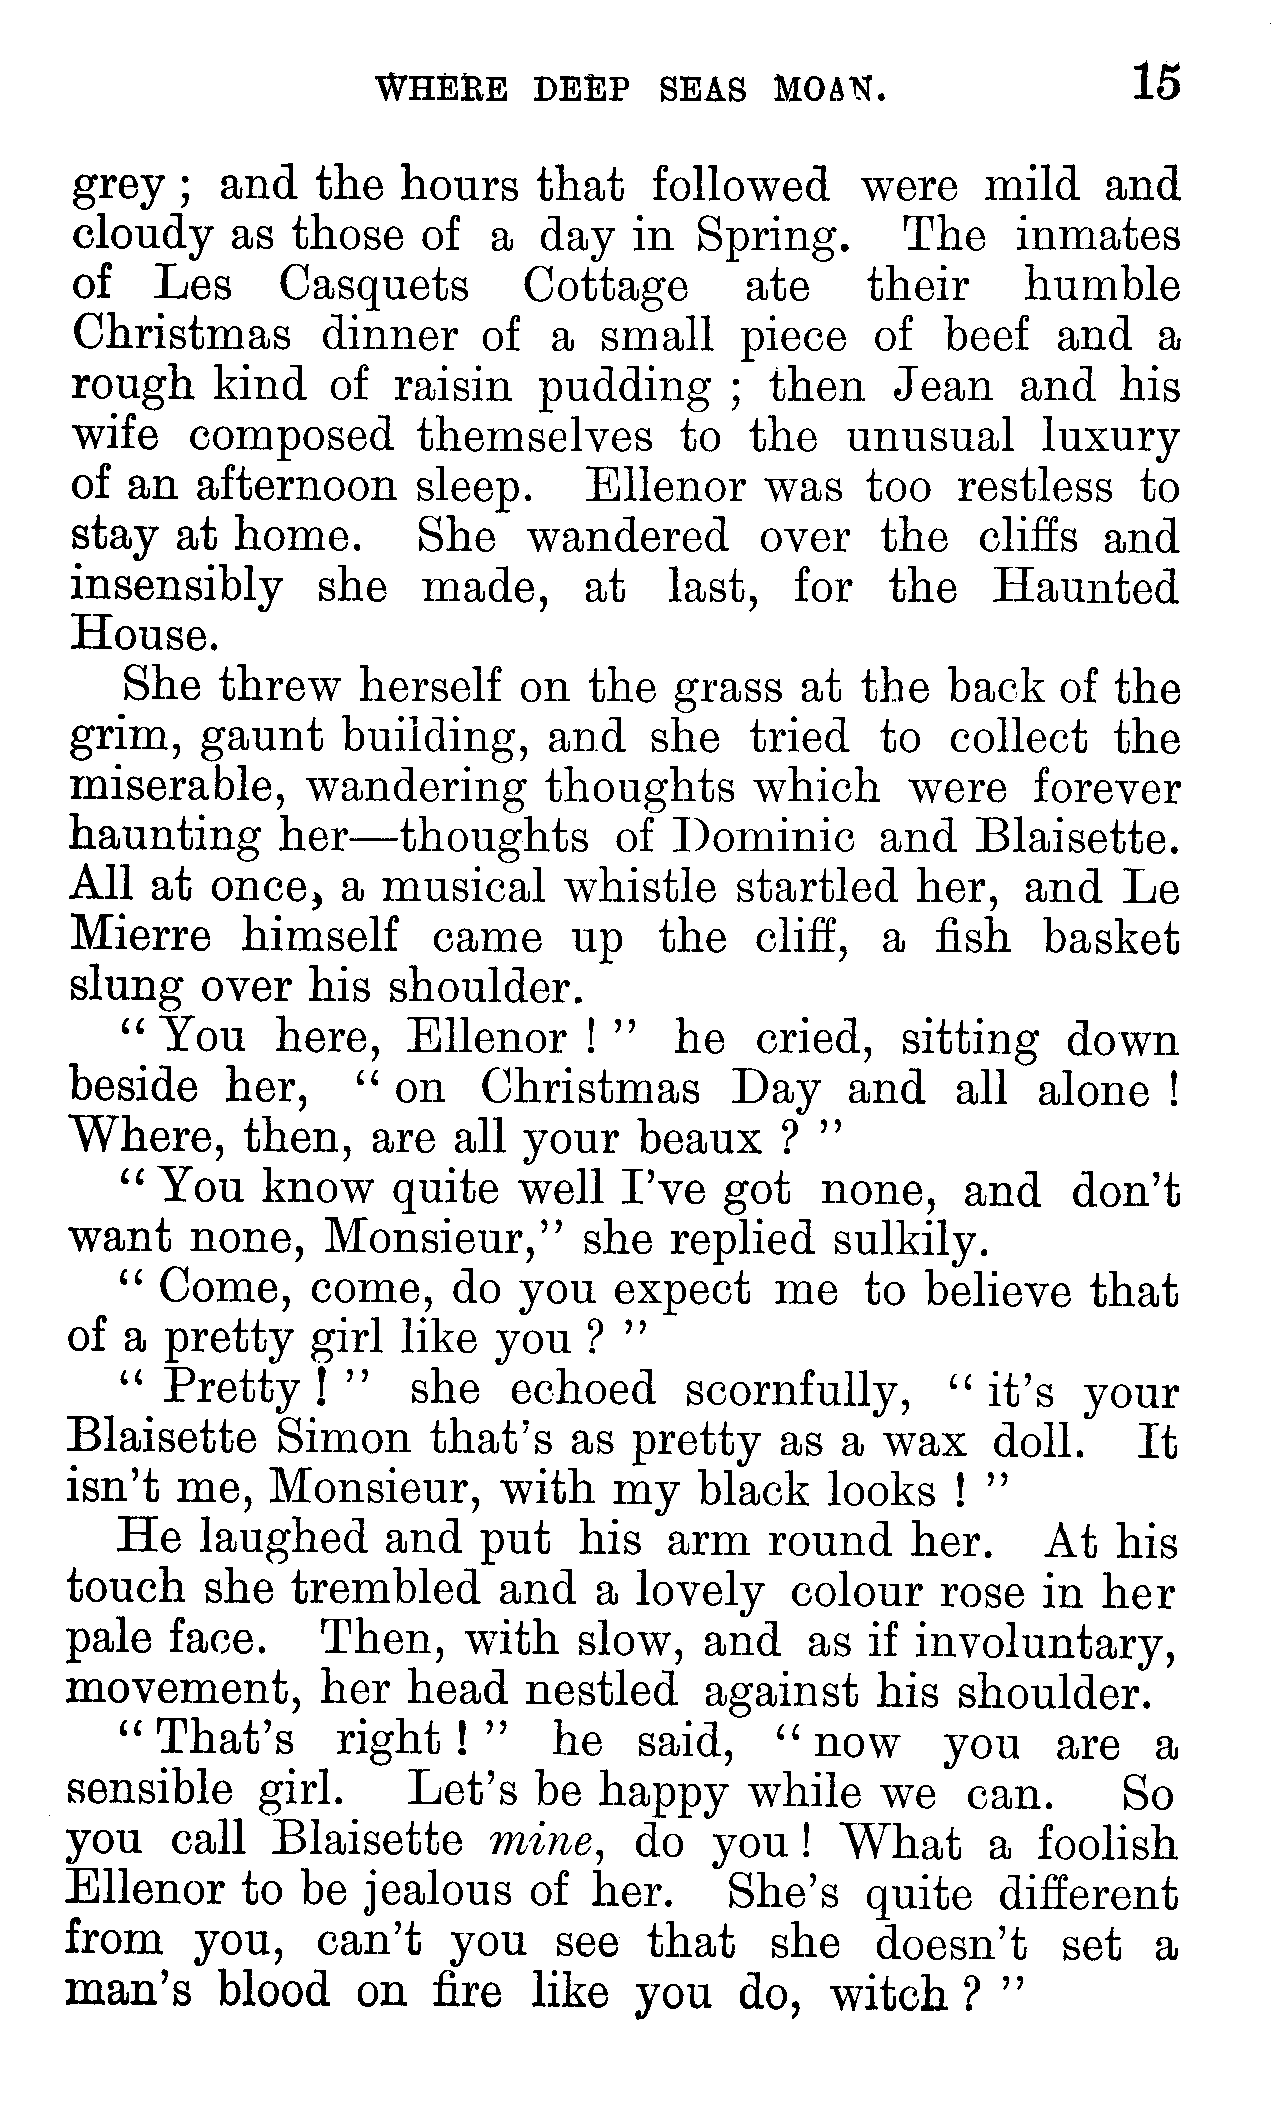 WHERE DEEP SEAS MOAN. 15
grey ; and the hours that followed were mild and
cloudy as those of a day in Spring. The inmates
of Les Casquets Cottage ate their humble
Christmas dinner of a small piece of beef and a
rough kind of raisin pudding ; then Jean and his
wife composed themselves to the unusual luxury
of an afternoon sleep. Ellenor was too restless to
stay at home. She wandered over the cliffs and
insensibly she made, at last, for the Haunted
House.
She threw herself on the grass at the back of the
grim, gaunt building, and she tried to collect the
miserable, wandering thoughts which were forever
haunting her—thoughts of Dominic and Blaisette.
All at once, a musical whistle startled her, and Le
Mierre himself came up the cliff, a fish basket
slung over his shoulder.
“ You here, Ellenor ! ” he cried, sitting down
beside her, “ on Christmas Day and all alone !
Where, then, are all your beaux ? ”
“ You know quite well I’ve got none, and don’t
want none, Monsieur,” she replied sulkily.
“ Come, come, do you expect me to believe that
of a pretty girl like you ? ”
“ Pretty ! ” she echoed scornfully, “ it’s your
Blaisette Simon that’s as pretty as a wax doll. It
isn’t me, Monsieur, with my black looks ! ”
He laughed and put his arm round her. At his
touch she trembled and a lovely colour rose in her
pale face. Then, with slow, and as if involuntary,
movement, her head nestled against his shoulder.
“ That’s right ! ” he said, “ now you are a
sensible girl. Let’s be happy while we can. So
you call Blaisette mine, do you ! What a foolish
Ellenor to be jealous of her. She’s quite different
from you, can’t you see that she doesn’t set a
man’s blood on fire like you do, witch ? ”